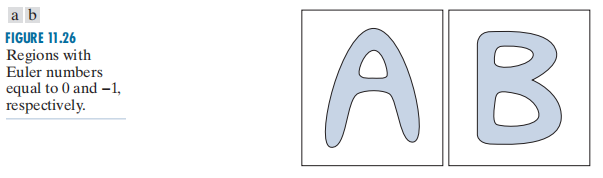 a b
FIGURE 11.26
Regions with
Euler numbers
equal to 0 and −1,
respectively.
A B